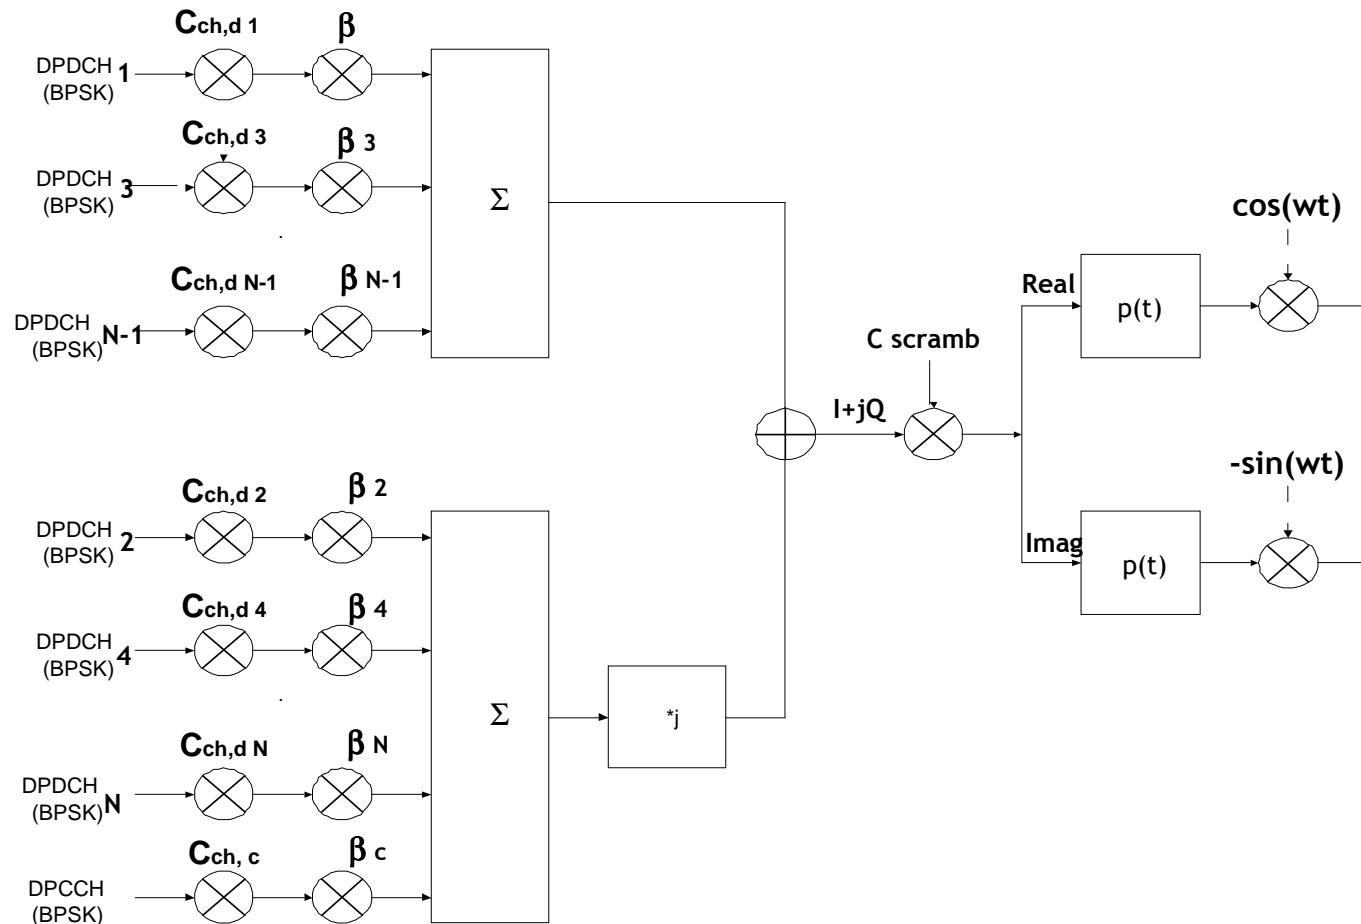 Cch,d 1 β
DPDCH 1
(BPSK)
Cch,d 3 β 3
DPDCH 3
(BPSK)
Σ
.
Cch,d N-1 β N-1
DPDCH N-1
(BPSK)
Cch,d 2 β 2
DPDCH 2
(BPSK)
Cch,d 4 β 4
DPDCH 4
(BPSK)
.
Σ
*j
Cch,d N β N
DPDCH N
(BPSK)
Cch, c β c
DPCCH
(BPSK)
I+jQ
C scramb
Real
p(t)
cos(wt)
Imag
p(t)
-sin(wt)